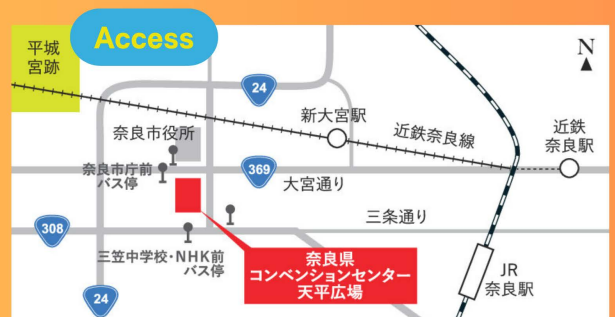 Access
平城
宮跡
N
24
新大宮駅
近鉄奈良線
近鉄
奈良駅
奈良市役所
奈良市庁前
バス停
369
大宮通り
308
三条通り
三笠中学校・NHK前
バス停
奈良県
コンベンションセンター
天平広場
JR
奈良駅
24